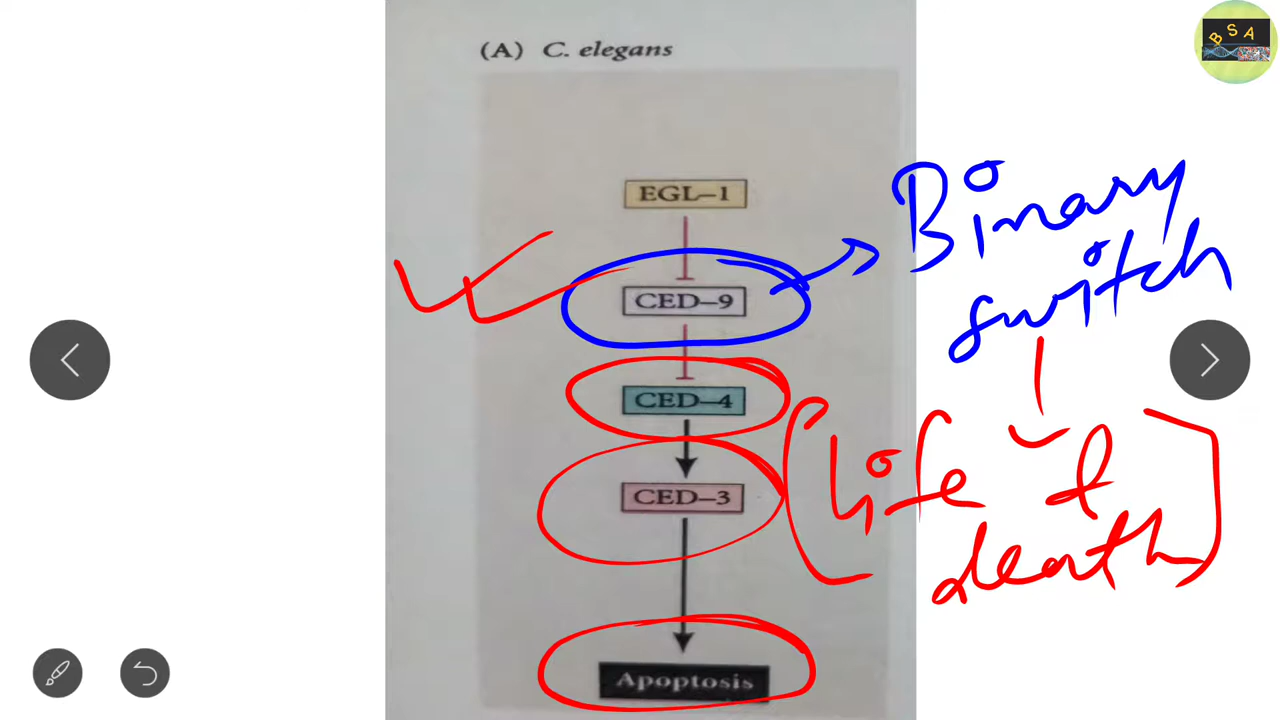 BSA
(A) C. elegans
EGL–1
CED–9
CED–4
CED–3
Apoptosis
Binary
switch
(Life &
death)